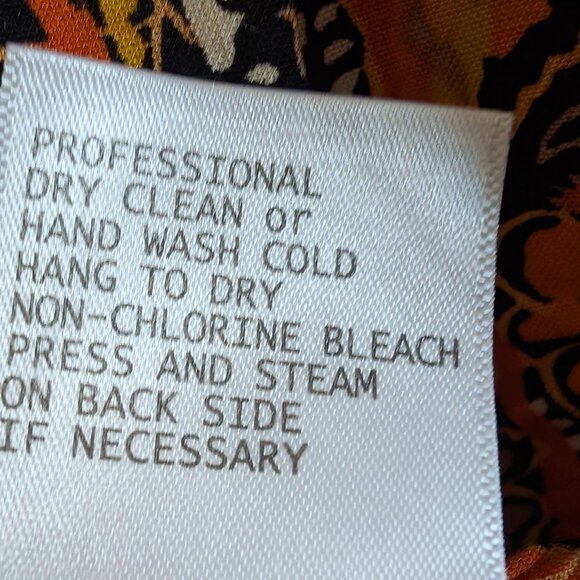 PROFESSIONAL
DRY CLEAN or
HAND WASH COLD
HANG TO DRY
NON-CHLORINE BLEACH
PRESS AND STEAM
ON BACK SIDE
IF NECESSARY